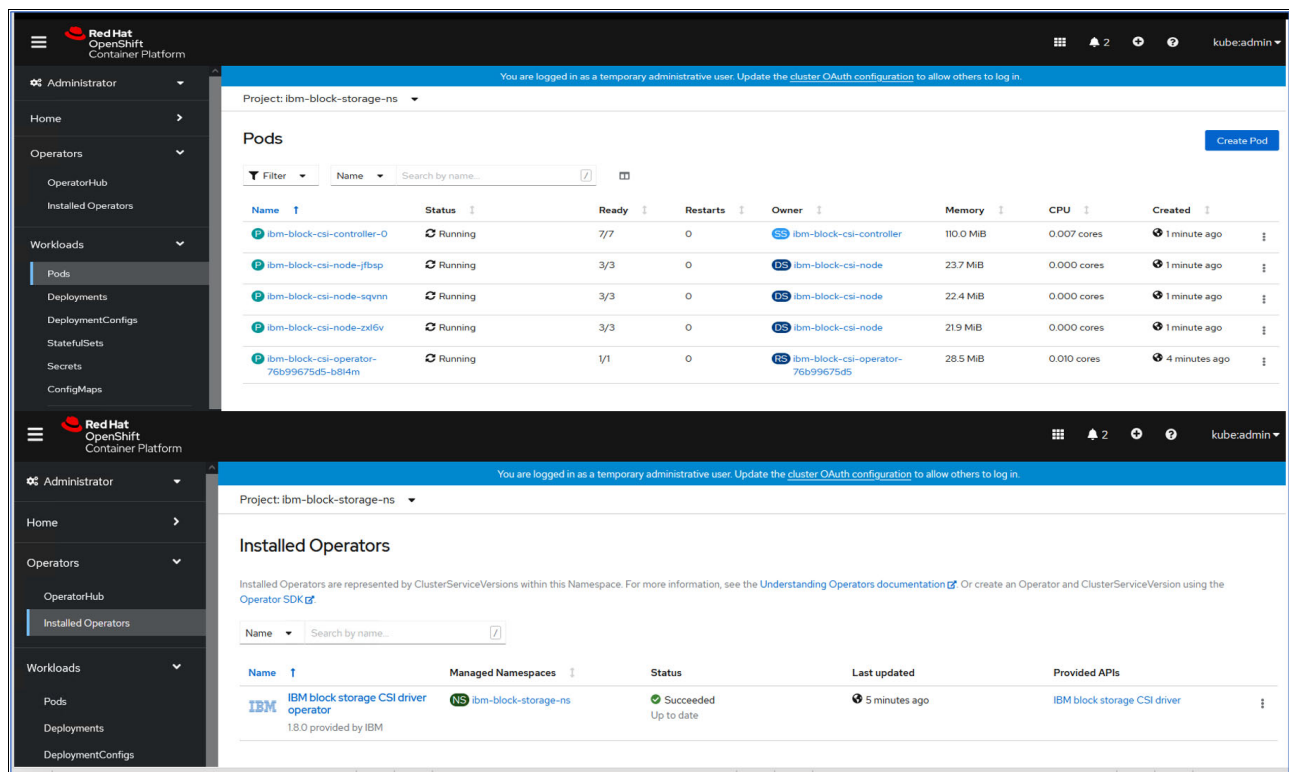 Red Hat
OpenShift
Container Platform
2
kube:admin
Administrator
You are logged in as a temporary administrative user. Update the cluster OAuth configuration to allow others to log in.
Project: ibm-block-storage-ns
Home
Pods
Create Pod
Operators
Filter Name Search by name... /
OperatorHub
Installed Operators
Name Status Ready Restarts Owner Memory CPU Created
Workloads
P ibm-block-csi-controller-0 Running 7/7 0 SS ibm-block-csi-controller 110.0 MiB 0.007 cores 1 minute ago
Pods
P ibm-block-csi-node-jfbsp Running 3/3 0 DS ibm-block-csi-node 23.7 MiB 0.000 cores 1 minute ago
Deployments
P ibm-block-csi-node-sqvnn Running 3/3 0 DS ibm-block-csi-node 22.4 MiB 0.000 cores 1 minute ago
DeploymentConfigs
P ibm-block-csi-node-zxl6v Running 3/3 0 DS ibm-block-csi-node 21.9 MiB 0.000 cores 1 minute ago
StatefulSets
Secrets
P ibm-block-csi-operator- Running 1/1 0 RS ibm-block-csi-operator- 28.5 MiB 0.010 cores 4 minutes ago
76b99675d5-b8l4m 76b99675d5
ConfigMaps
Red Hat
OpenShift
Container Platform
2
kube:admin
Administrator
You are logged in as a temporary administrative user. Update the cluster OAuth configuration to allow others to log in.
Project: ibm-block-storage-ns
Home
Installed Operators
Operators
Installed Operators are represented by ClusterServiceVersions within this Namespace. For more information, see the Understanding Operators documentation. Or create an Operator and ClusterServiceVersion using the
Operator SDK.
OperatorHub
Installed Operators
Name Search by name... /
Workloads
Name Managed Namespaces Status Last updated Provided APIs
Pods
IBM IBM block storage CSI driver NS ibm-block-storage-ns Succeeded 5 minutes ago IBM block storage CSI driver
operator Up to date
1.8.0 provided by IBM
Deployments
DeploymentConfigs